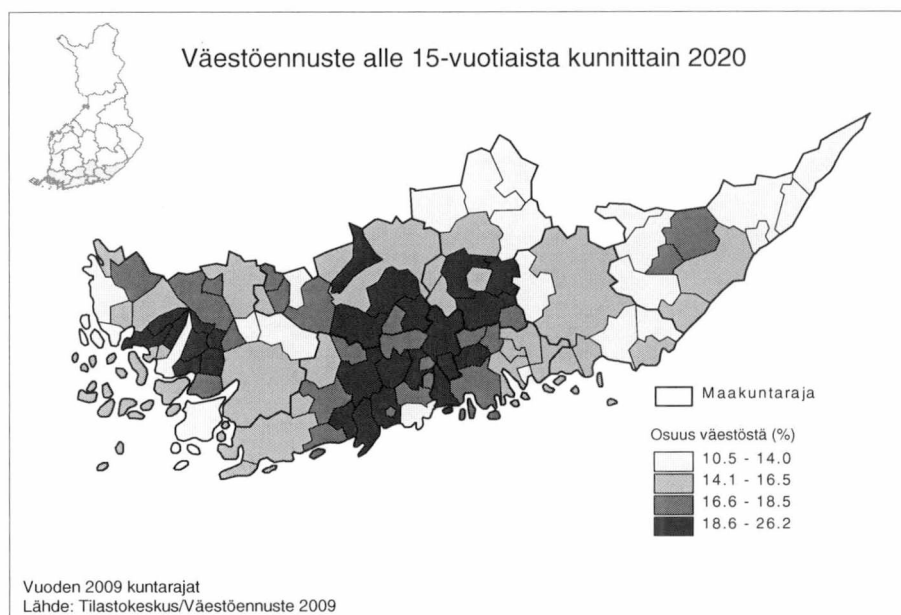 Väestöennuste alle 15-vuotiaista kunnittain 2020
Maakuntaraja
Osuus väestöstä (%)
10.5 - 14.0
14.1 - 16.5
16.6 - 18.5
18.6 - 26.2
Vuoden 2009 kuntarajat
Lähde: Tilastokeskus/Väestöennuste 2009